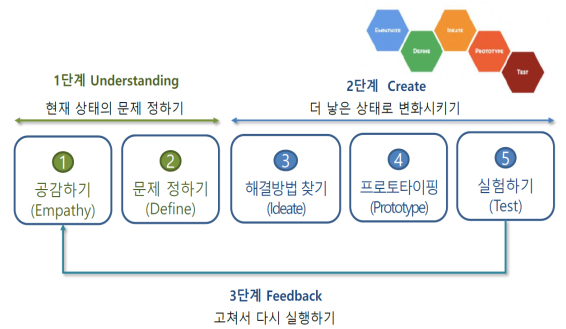 EMPATHIZE
DEFINE
IDEATE
PROTOTYPE
TEST
1단계 Understanding
현재 상태의 문제 정하기
2단계 Create
더 낳은 상태로 변화시키기
1
공감하기
(Empathy)
2
문제 정하기
(Define)
3
해결방법 찾기
(Ideate)
4
프로토타이핑
(Prototype)
5
실험하기
(Test)
3단계 Feedback
고쳐서 다시 실행하기